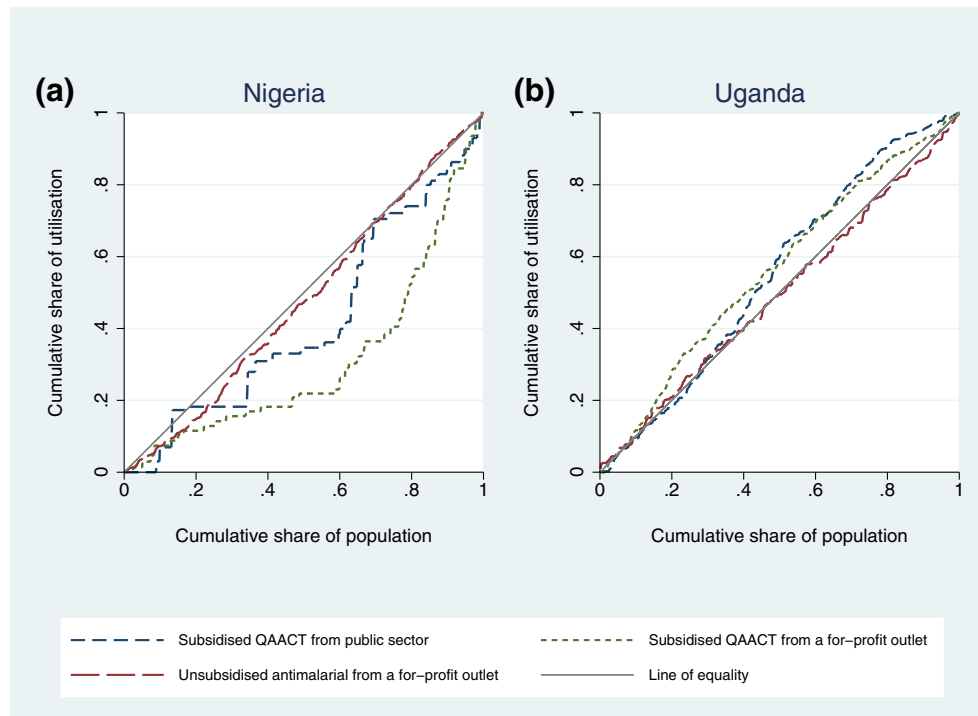 (a) Nigeria
Cumulative share of utilisation
1
.8
.6
.4
.2
0
0 .2 .4 .6 .8 1
Cumulative share of population
(b) Uganda
Cumulative share of utilisation
1
.8
.6
.4
.2
0
0 .2 .4 .6 .8 1
Cumulative share of population
Subsidised QAACT from public sector
Subsidised QAACT from a for−profit outlet
Unsubsidised antimalarial from a for−profit outlet
Line of equality